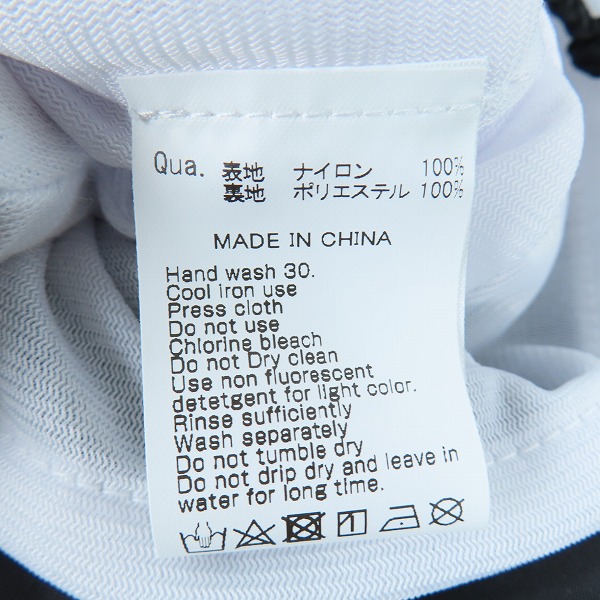 Qua. 表地 ナイロン 100%
裏地 ポリエステル 100%
MADE IN CHINA
Hand wash 30.
Cool iron use
Press cloth
Do not use
Chlorine bleach
Do not Dry clean
Use non fluorescent
detetgent for light color.
Rinse sufficiently
Wash separately
Do not tumble dry
Do not drip dry and leave in
water for long time.